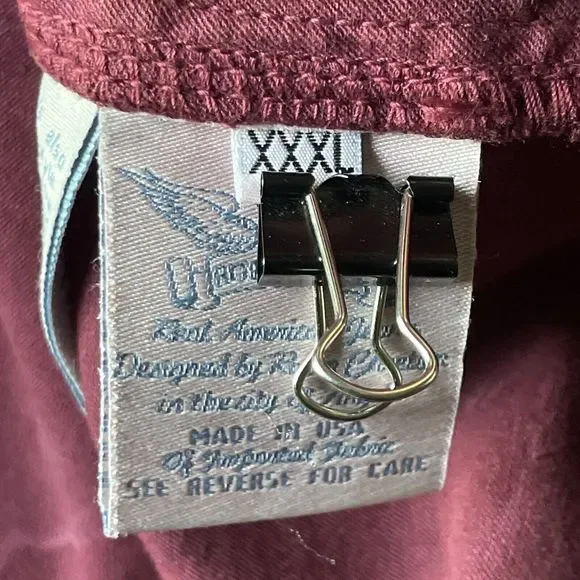 also
XXXL
Real American
Designed by
in the city of
MADE IN USA
Of Imported Fabric
SEE REVERSE FOR CARE